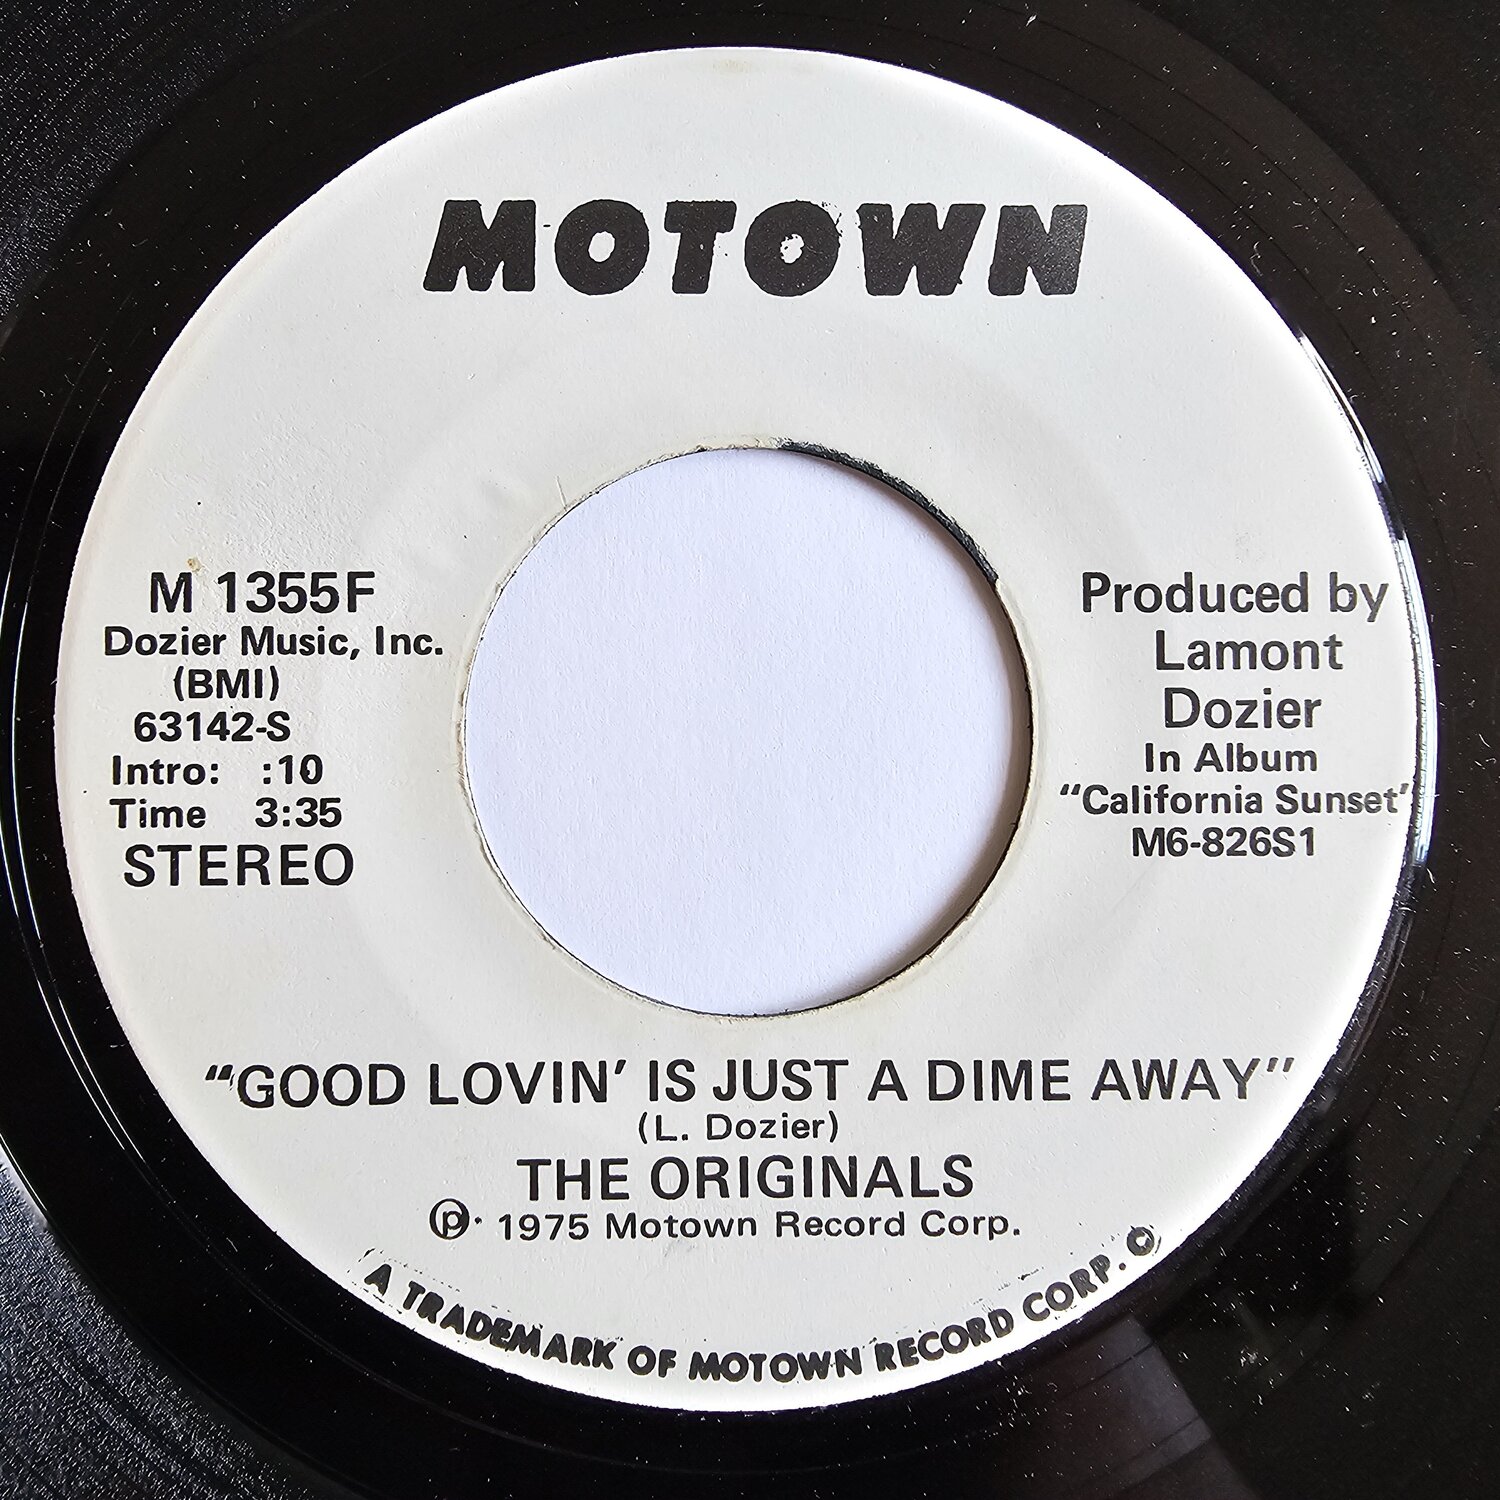 MOTOWN
M 1355F
Dozier Music, Inc.
(BMI)
63142-S
Intro: :10
Time 3:35
STEREO
Produced by
Lamont
Dozier
In Album
“California Sunset”
M6-826S1
“GOOD LOVIN’ IS JUST A DIME AWAY”
(L. Dozier)
THE ORIGINALS
℗· 1975 Motown Record Corp.
A TRADEMARK OF MOTOWN RECORD CORP. ©